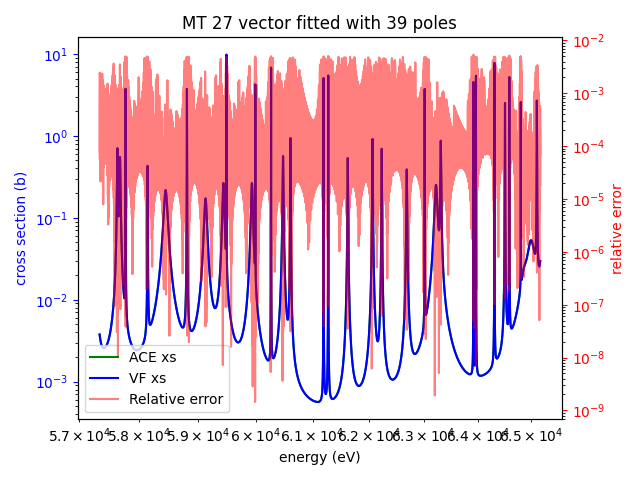 MT 27 vector fitted with 39 poles
cross section (b)
10¹
10⁰
10⁻¹
10⁻²
10⁻³
10⁻²
10⁻³
10⁻⁴
10⁻⁵
10⁻⁶
10⁻⁷
10⁻⁸
10⁻⁹
relative error
ACE xs
VF xs
Relative error
5.7 × 10⁴ 5.8 × 10⁴ 5.9 × 10⁴ 6 × 10⁴ 6.1 × 10⁴ 6.2 × 10⁴ 6.3 × 10⁴ 6.4 × 10⁴ 6.5 × 10⁴
energy (eV)